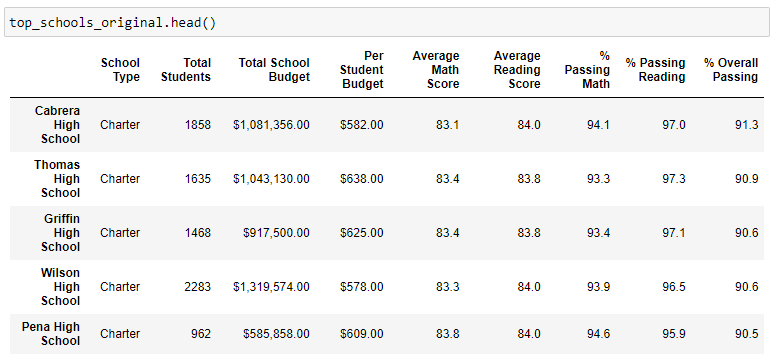 top_schools_original.head()
School Type Total Students Total School Budget Per Student Budget Average Math Score Average Reading Score % Passing Math % Passing Reading % Overall Passing
Cabrera High School Charter 1858 $1,081,356.00 $582.00 83.1 84.0 94.1 97.0 91.3
Thomas High School Charter 1635 $1,043,130.00 $638.00 83.4 83.8 93.3 97.3 90.9
Griffin High School Charter 1468 $917,500.00 $625.00 83.4 83.8 93.4 97.1 90.6
Wilson High School Charter 2283 $1,319,574.00 $578.00 83.3 84.0 93.9 96.5 90.6
Pena High School Charter 962 $585,858.00 $609.00 83.8 84.0 94.6 95.9 90.5